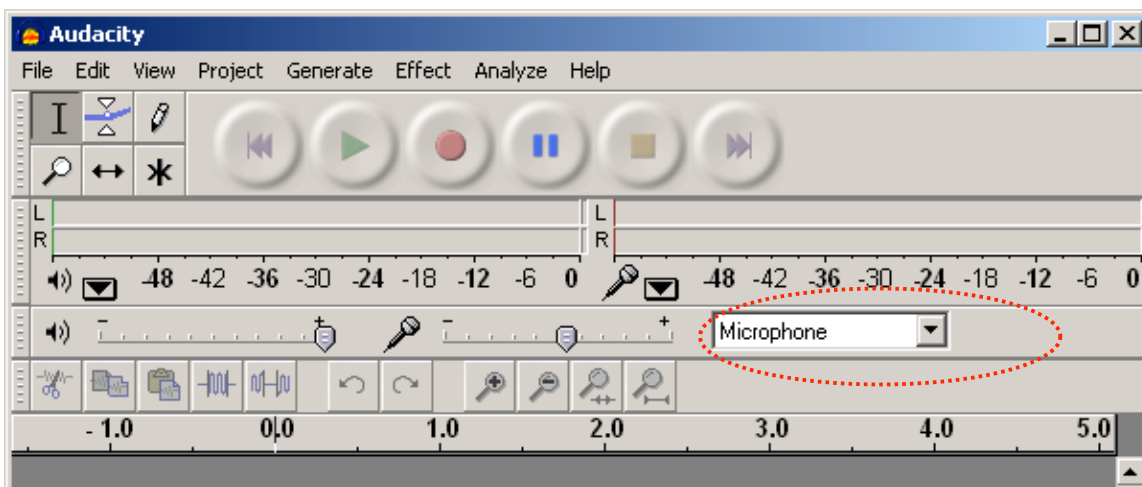 Audacity
File Edit View Project Generate Effect Analyze Help
L L
R R
-48 -42 -36 -30 -24 -18 -12 -6 0 -48 -42 -36 -30 -24 -18 -12 -6 0
- + - + Microphone
- 1.0 0.0 1.0 2.0 3.0 4.0 5.0